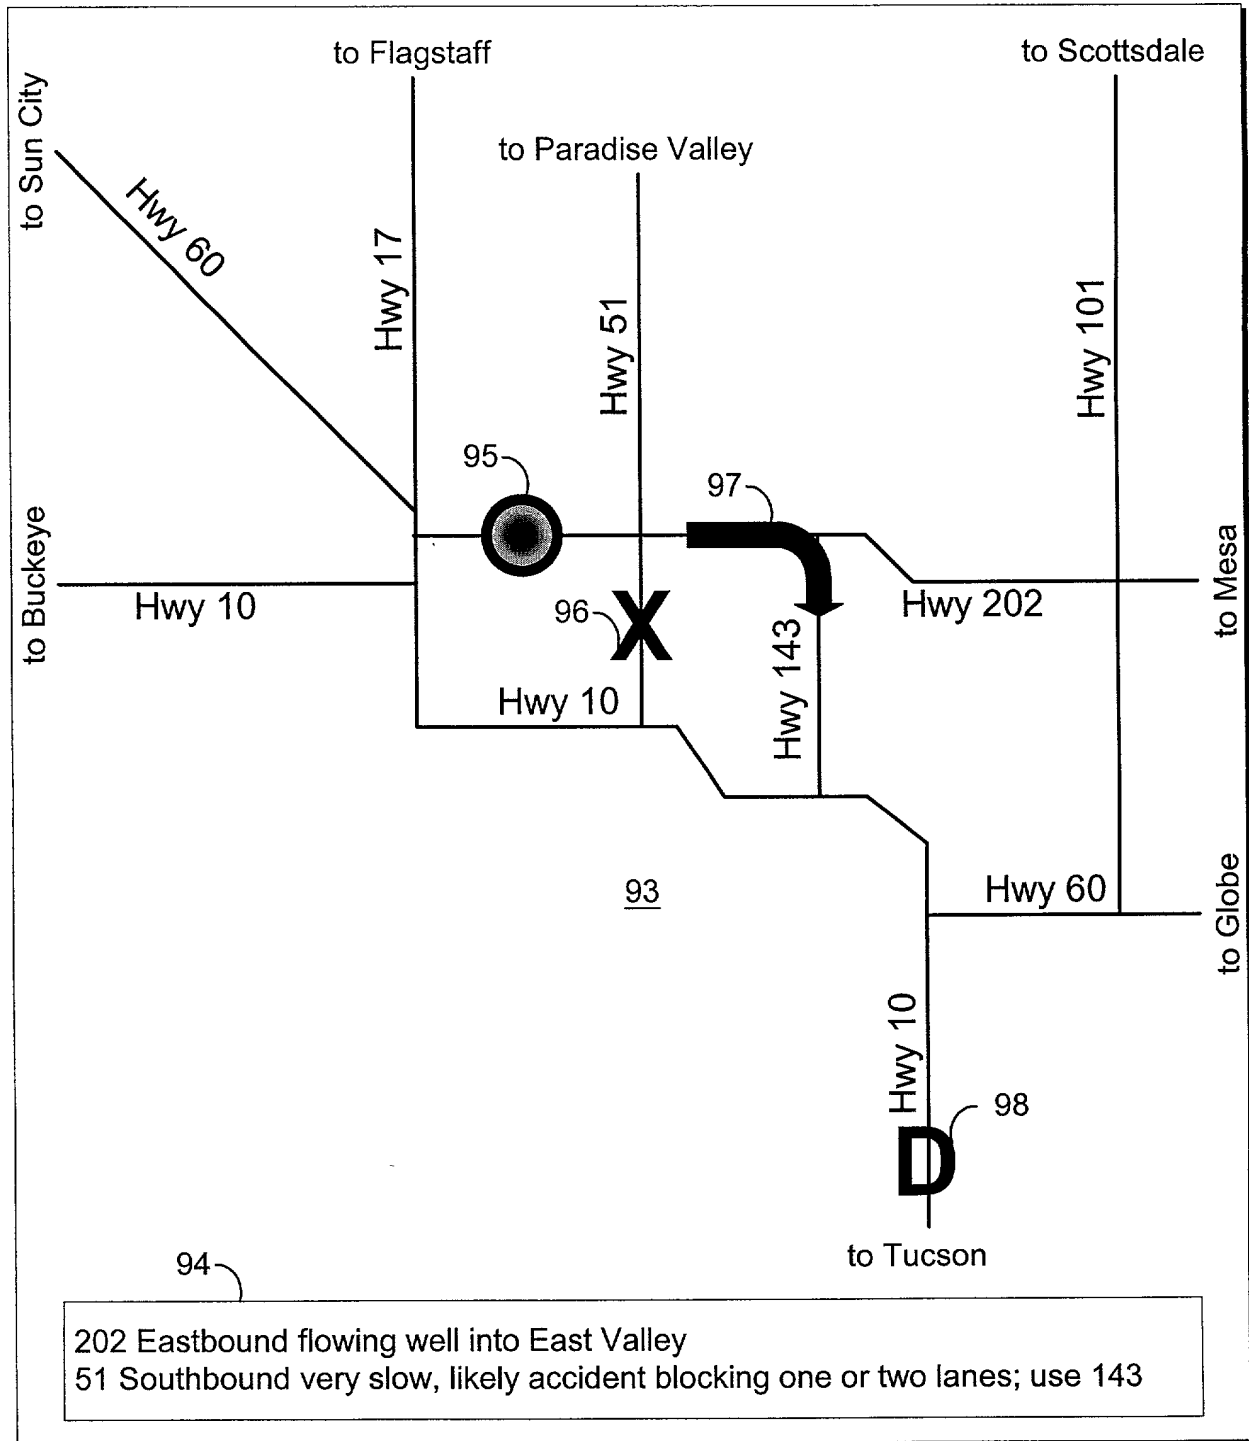 to Flagstaff
to Scottsdale
to Sun City
to Paradise Valley
Hwy 60
Hwy 17
Hwy 51
Hwy 101
95
97
to Buckeye
Hwy 10
96
X
Hwy 202
to Mesa
Hwy 143
Hwy 10
93
Hwy 60
to Globe
Hwy 10
98
D
to Tucson
94
202 Eastbound flowing well into East Valley
51 Southbound very slow, likely accident blocking one or two lanes; use 143